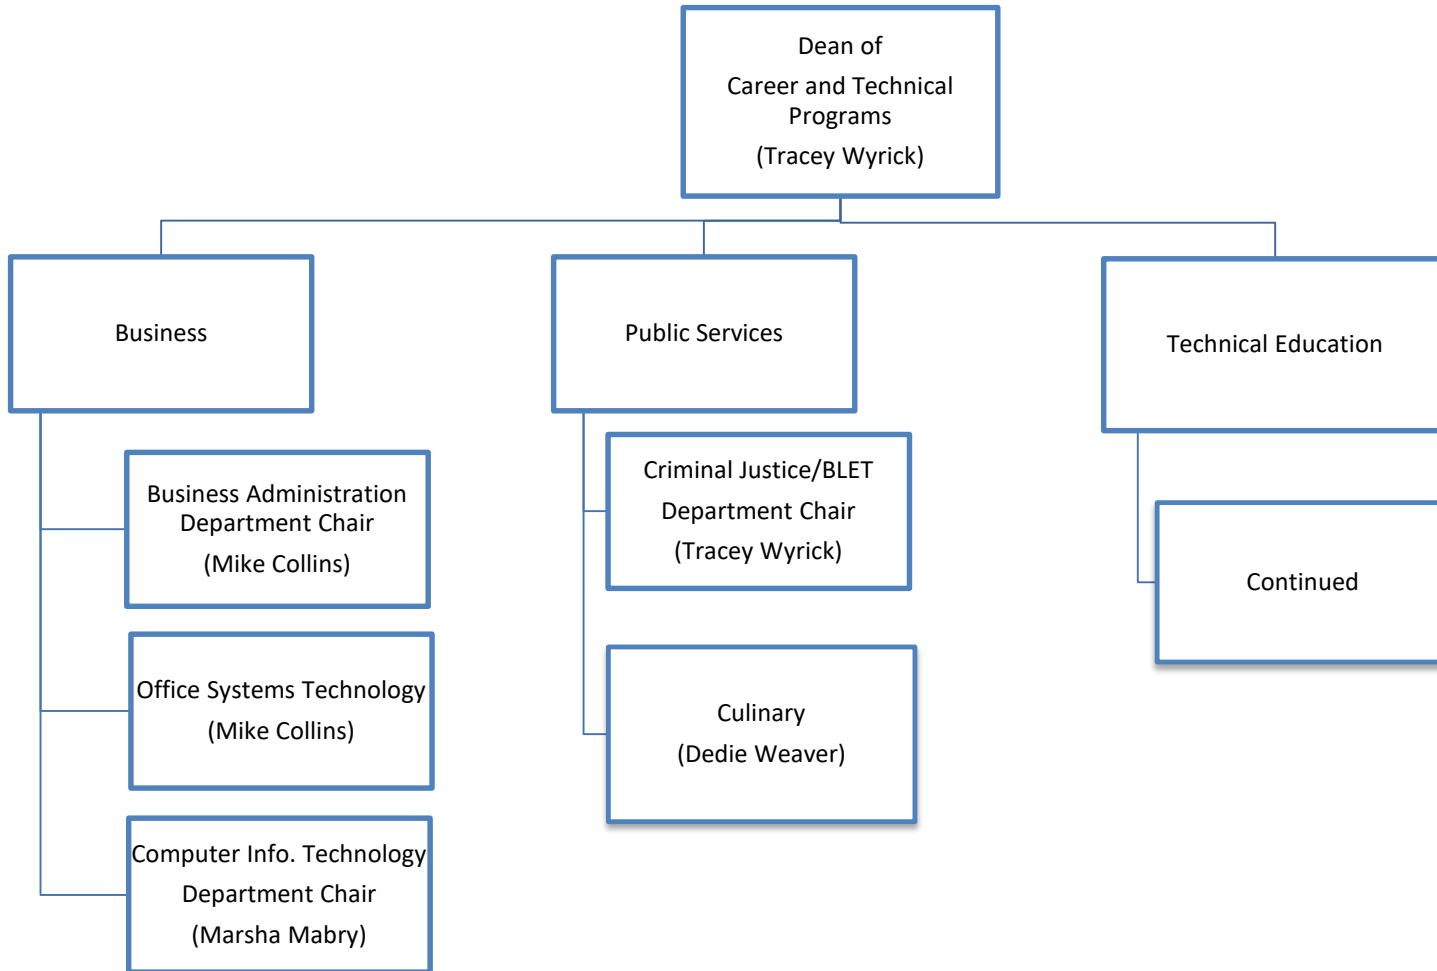 Dean of
Career and Technical
Programs
(Tracey Wyrick)
Business
Public Services
Technical Education
Business Administration
Department Chair
(Mike Collins)
Office Systems Technology
(Mike Collins)
Computer Info. Technology
Department Chair
(Marsha Mabry)
Criminal Justice/BLET
Department Chair
(Tracey Wyrick)
Culinary
(Dedie Weaver)
Continued